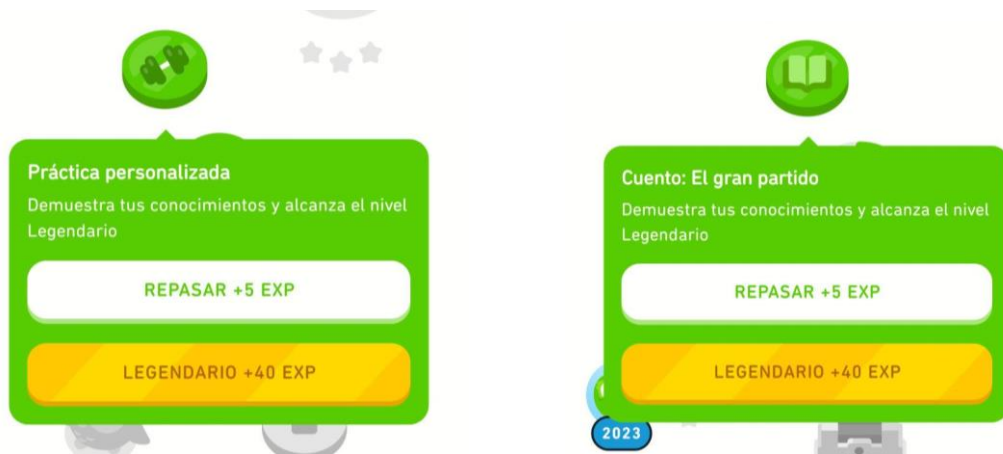 Práctica personalizada
Demuestra tus conocimientos y alcanza el nivel
Legendario
REPASAR +5 EXP
LEGENDARIO +40 EXP
Cuento: El gran partido
Demuestra tus conocimientos y alcanza el nivel
Legendario
REPASAR +5 EXP
LEGENDARIO +40 EXP
2023